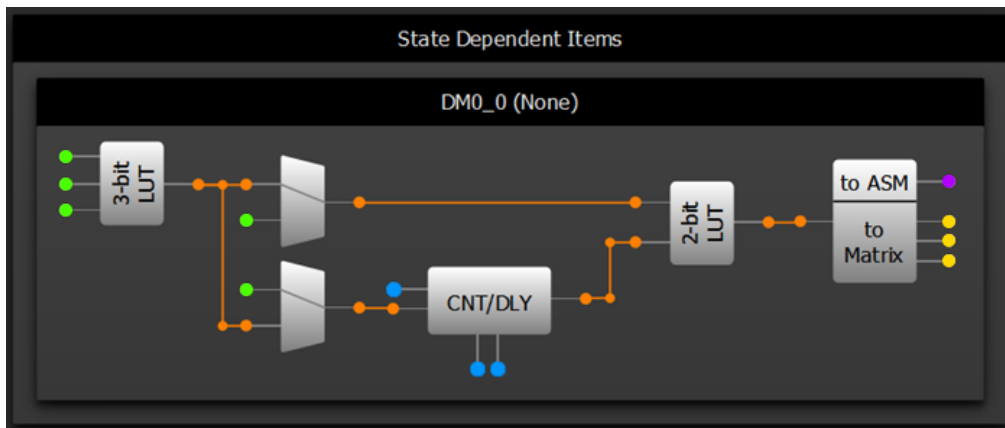 State Dependent Items
DM0_0 (None)
3-bit
LUT
2-bit
LUT
to ASM
to
Matrix
CNT/DLY